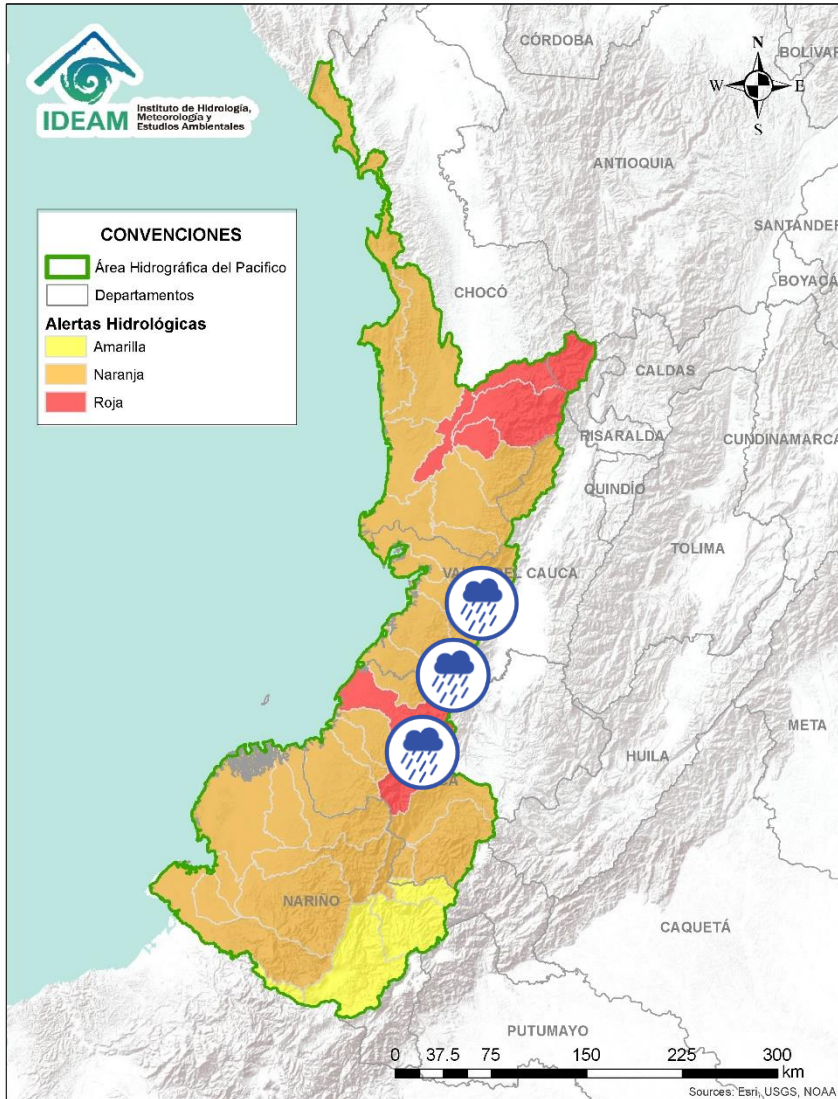 IDEAM
Instituto de Hidrología,
Meteorología y
Estudios Ambientales
CÓRDOBA
BOLÍVAR
N
W E
S
ANTIOQUIA
SANTANDER
BOYACÁ
CONVENCIONES
Área Hidrográfica del Pacifico
Departamentos
Alertas Hidrológicas
Amarilla
Naranja
Roja
CHOCÓ
CALDAS
RISARALDA
CUNDINAMARCA
QUINDÍO
TOLIMA
CAUCA
META
HUILA
NARIÑO
CAQUETÁ
PUTUMAYO
0 37.5 75 150 225 300
km
Sources: Esri, USGS, NOAA